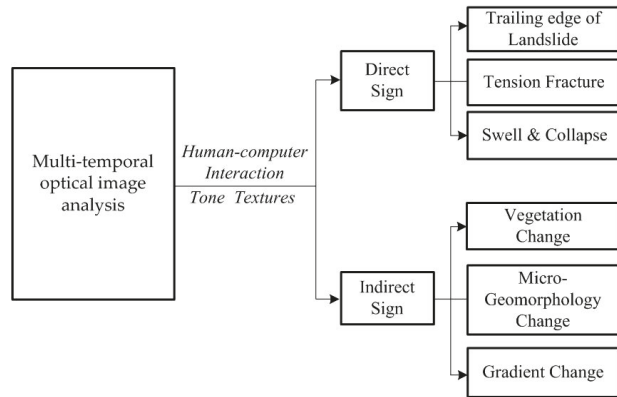 Multi-temporal
optical image
analysis
Human-computer
Interaction
Tone Textures
Direct
Sign
Trailing edge of
Landslide
Tension Fracture
Swell & Collapse
Indirect
Sign
Vegetation
Change
Micro-
Geomorphology
Change
Gradient Change